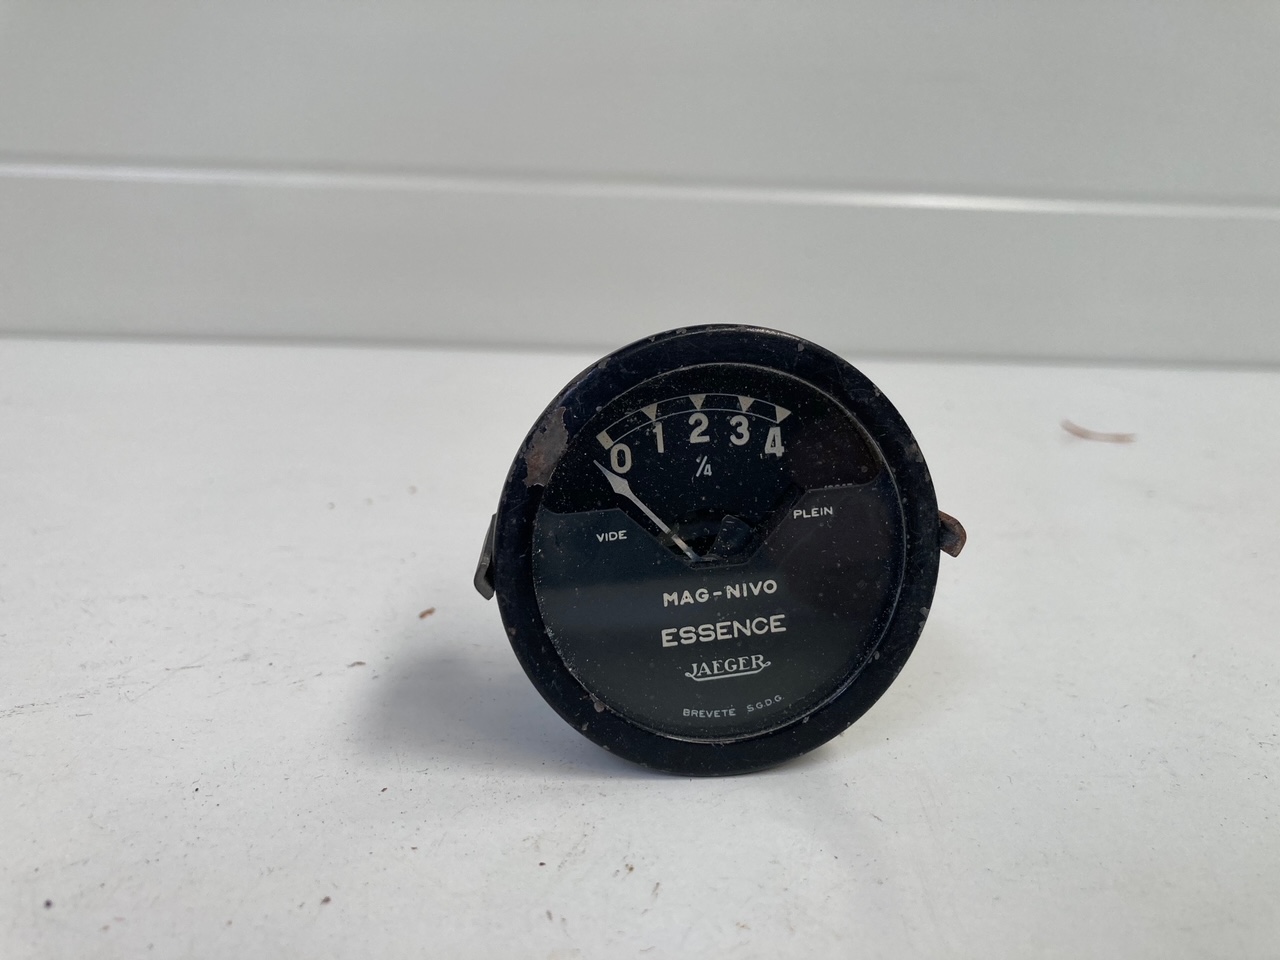 0 1 2 3 4
/4
VIDE PLEIN
MAG-NIVO
ESSENCE
JAEGER
BREVETÉ S.G.D.G.